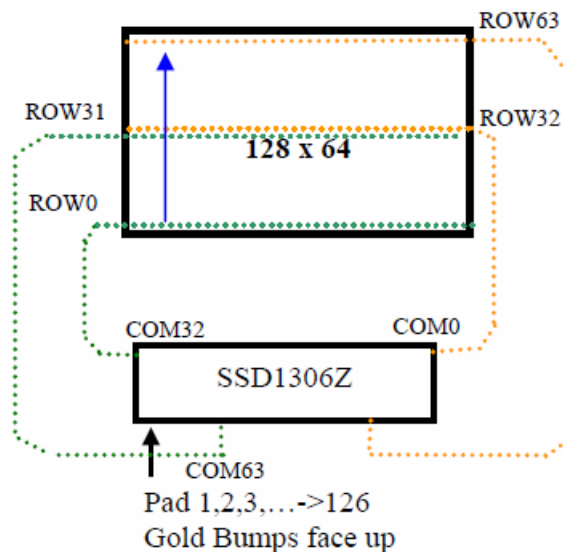 ROW63
ROW31
ROW32
128 x 64
ROW0
COM32
COM0
SSD1306Z
COM63
Pad 1,2,3,…->126
Gold Bumps face up